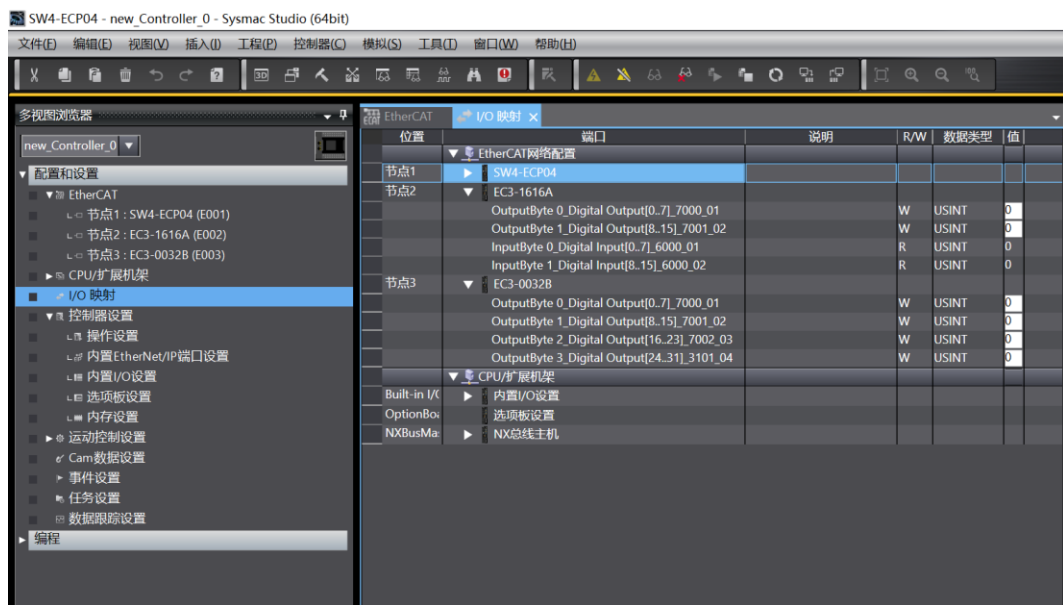 SW4-ECP04 - new_Controller_0 - Sysmac Studio (64bit)
文件(F) 编辑(E) 视图(V) 插入(I) 工程(P) 控制器(C) 模拟(S) 工具(T) 窗口(W) 帮助(H)
多视图浏览器
new_Controller_0
配置和设置
EtherCAT
节点1 : SW4-ECP04 (E001)
节点2 : EC3-1616A (E002)
节点3 : EC3-0032B (E003)
CPU/扩展机架
I/O 映射
控制器设置
操作设置
内置EtherNet/IP端口设置
内置I/O设置
选项板设置
内存设置
运动控制设置
Cam数据设置
事件设置
任务设置
数据跟踪设置
编程
EtherCAT I/O 映射
位置 端口 说明 R/W 数据类型 值
EtherCAT网络配置
节点1 SW4-ECP04
节点2 EC3-1616A
OutputByte 0_Digital Output[0..7]_7000_01 W USINT 0
OutputByte 1_Digital Output[8..15]_7001_02 W USINT 0
InputByte 0_Digital Input[0..7]_6000_01 R USINT 0
InputByte 1_Digital Input[8..15]_6000_02 R USINT 0
节点3 EC3-0032B
OutputByte 0_Digital Output[0..7]_7000_01 W USINT 0
OutputByte 1_Digital Output[8..15]_7001_02 W USINT 0
OutputByte 2_Digital Output[16..23]_7002_03 W USINT 0
OutputByte 3_Digital Output[24..31]_3101_04 W USINT 0
CPU/扩展机架
Built-in I/ 内置I/O设置
OptionBo 选项板设置
NXBusMa NX总线主机